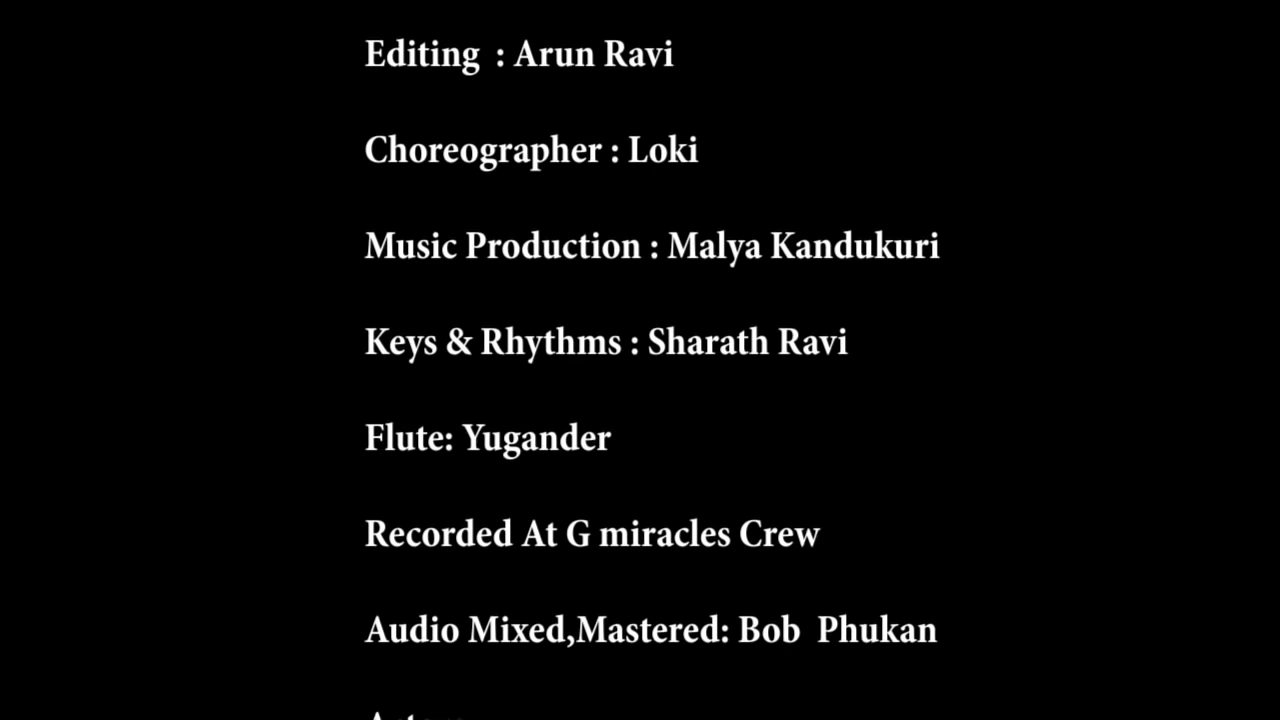 Editing  : Arun Ravi
Choreographer : Loki
Music Production : Malya Kandukuri
Keys & Rhythms : Sharath Ravi
Flute: Yugander
Recorded At G miracles Crew
Audio Mixed,Mastered: Bob  Phukan